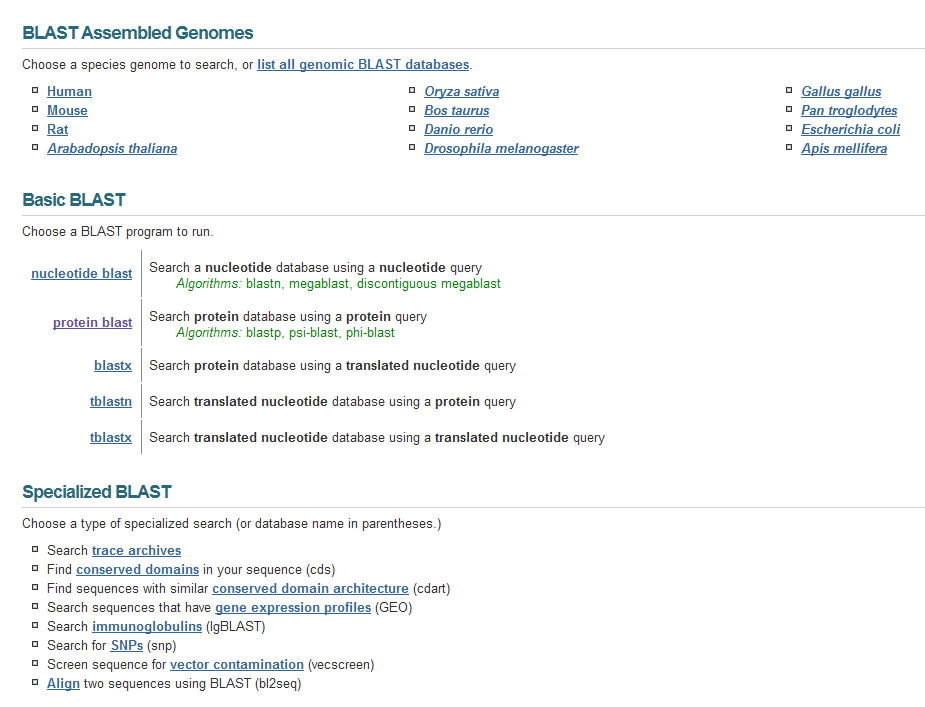 BLAST Assembled Genomes
Choose a species genome to search, or list all genomic BLAST databases.
Human
Mouse
Rat
Arabadopsis thaliana
Oryza sativa
Bos taurus
Danio rerio
Drosophila melanogaster
Gallus gallus
Pan troglodytes
Escherichia coli
Apis mellifera
Basic BLAST
Choose a BLAST program to run.
nucleotide blast
Search a nucleotide database using a nucleotide query
Algorithms: blastn, megablast, discontiguous megablast
protein blast
Search protein database using a protein query
Algorithms: blastp, psi-blast, phi-blast
blastx
Search protein database using a translated nucleotide query
tblastn
Search translated nucleotide database using a protein query
tblastx
Search translated nucleotide database using a translated nucleotide query
Specialized BLAST
Choose a type of specialized search (or database name in parentheses.)
Search trace archives
Find conserved domains in your sequence (cds)
Find sequences with similar conserved domain architecture (cdart)
Search sequences that have gene expression profiles (GEO)
Search immunoglobulins (IgBLAST)
Search for SNPs (snp)
Screen sequence for vector contamination (vecscreen)
Align two sequences using BLAST (bl2seq)